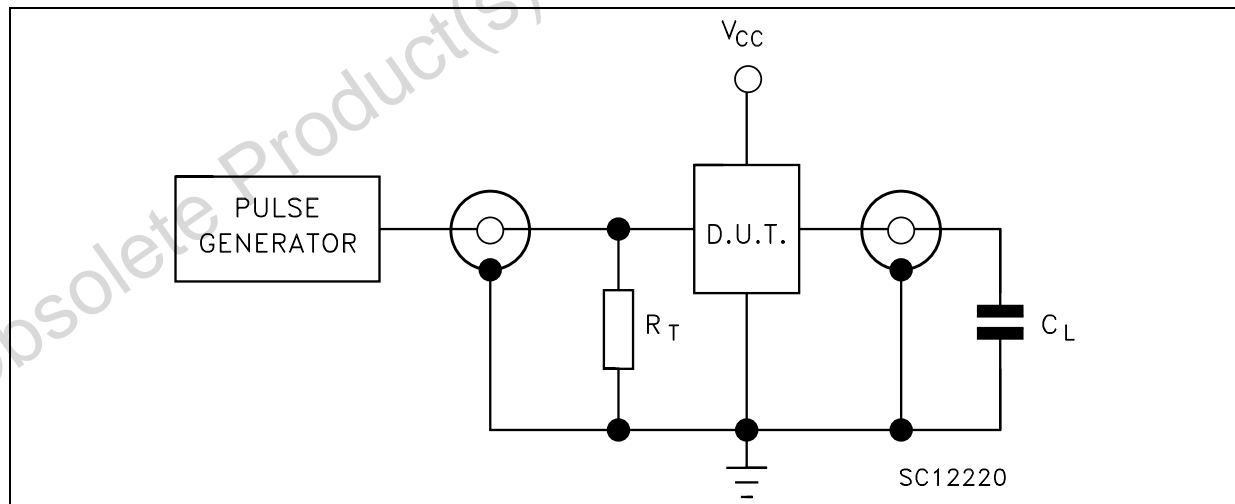 Obsolete Product(s)
VCC
PULSE
GENERATOR
D.U.T.
RT
CL
SC12220